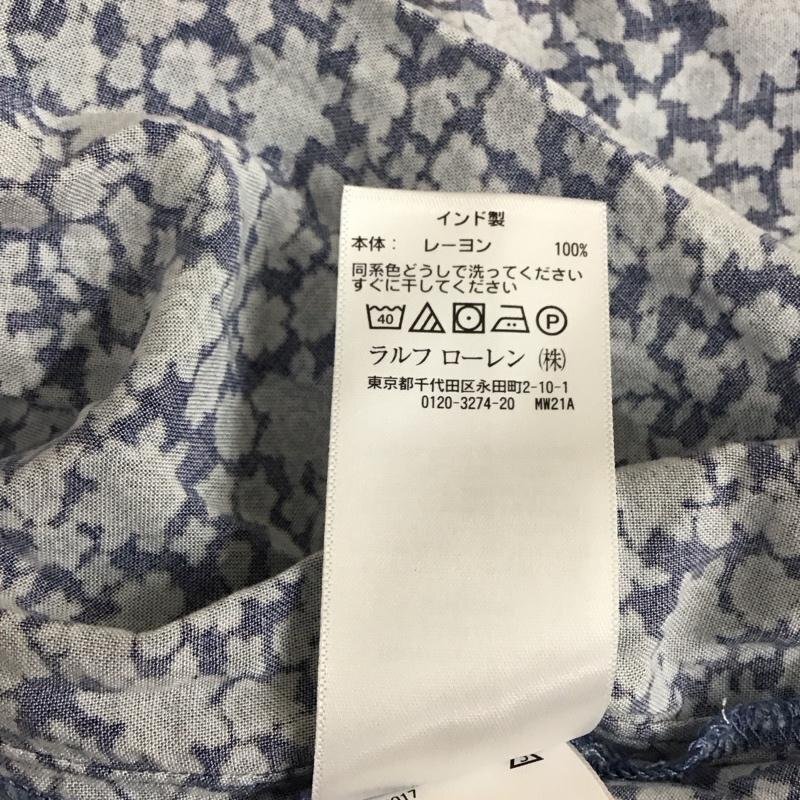 インド製
本体： レーヨン 100%
同系色どうしで洗ってください
すぐに干してください
40 P
ラルフ ローレン（株）
東京都千代田区永田町2-10-1
0120-3274-20 MW21A